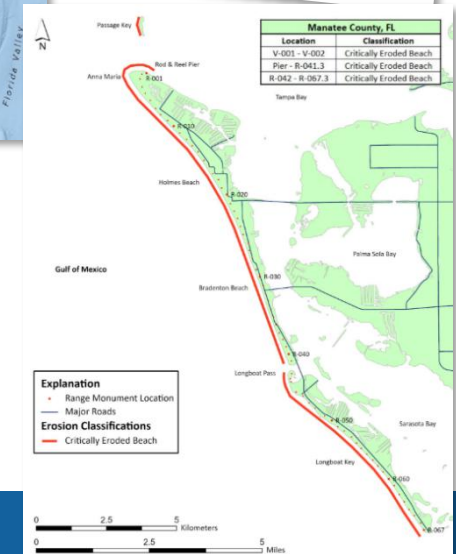 Florida Valley
N
Passage Key
Manatee County, FL
Location Classification
V-001 - V-002 Critically Eroded Beach
Pier - R-041.3 Critically Eroded Beach
R-042 - R-067.3 Critically Eroded Beach
Rod & Reel Pier
Anna Maria
R-001
Tampa Bay
R-010
Holmes Beach
R-020
Palma Sola Bay
Gulf of Mexico
R-030
Bradenton Beach
R-040
Longboat Pass
Explanation
Range Monument Location
Major Roads
Erosion Classifications
Critically Eroded Beach
R-050
Sarasota Bay
Longboat Key
R-060
R-067
0 2.5 5
Kilometers
0 2.5 5
Miles